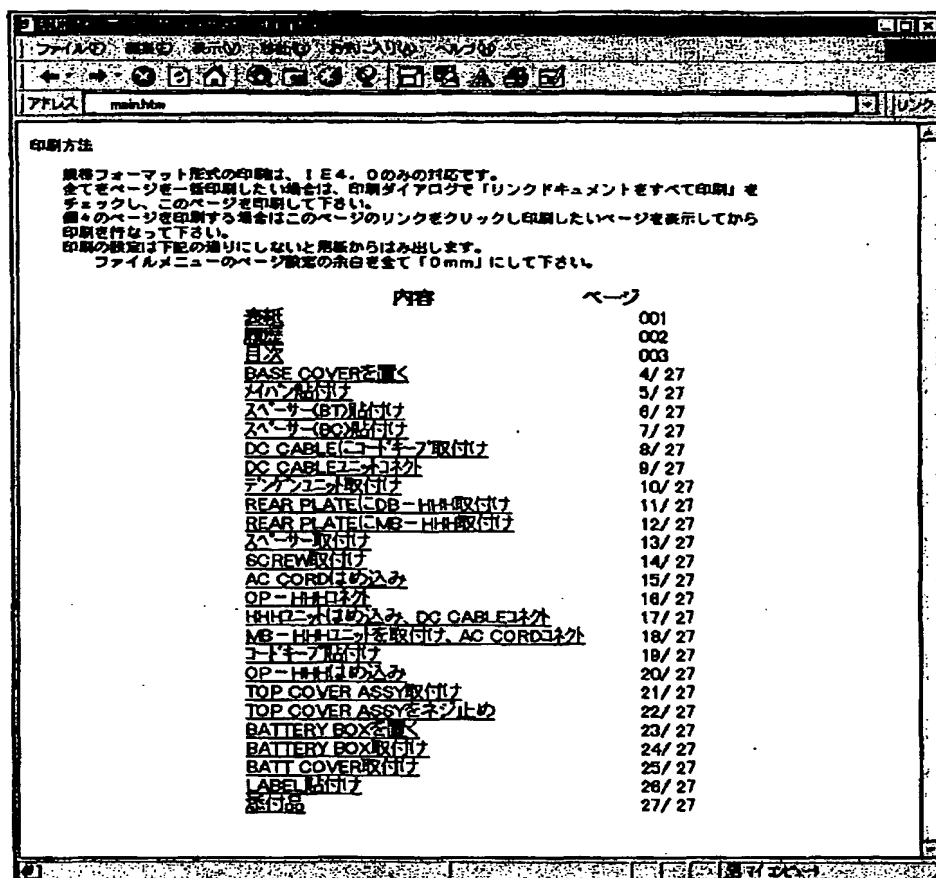 ファイル(F) 編集(E) 表示(V) 移動(G) お気に入り(A) ヘルプ(H)
アドレス main.htm リンク
印刷方法
規格フォーマット形式の印刷は、IE4.0のみの対応です。
全てをページを一括印刷したい場合は、印刷ダイアログで「リンクドキュメントをすべて印刷」を
チェックし、このページを印刷して下さい。
個々のページを印刷する場合はこのページのリンクをクリックし印刷したいページを表示してから
印刷を行なって下さい。
印刷の設定は下記の通りにしないと用紙からはみ出します。
ファイルメニューのページ設定の余白を全て「0mm」にして下さい。
内容 ページ
表紙 001
履歴 002
目次 003
BASE COVERを置く 4/ 27
メイバン貼付け 5/ 27
スペーサー(BT)貼付け 6/ 27
スペーサー(BC)貼付け 7/ 27
DC CABLEにコードキープ取付け 8/ 27
DC CABLEユニットコネクト 9/ 27
デンゲンユニット取付け 10/ 27
REAR PLATEにDB-HHH取付け 11/ 27
REAR PLATEにMB-HHH取付け 12/ 27
スペーサー取付け 13/ 27
SCREW取付け 14/ 27
AC CORDはめ込み 15/ 27
OP-HHHコネクト 16/ 27
HHHユニットはめ込み、DC CABLEコネクト 17/ 27
MB-HHHユニットを取付け、AC CORDコネクト 18/ 27
コードキープ貼付け 19/ 27
OP-HHHはめ込み 20/ 27
TOP COVER ASSY取付け 21/ 27
TOP COVER ASSYをネジ止め 22/ 27
BATTERY BOXを置く 23/ 27
BATTERY BOX取付け 24/ 27
BATT COVER取付け 25/ 27
LABEL貼付け 26/ 27
添付品 27/ 27
マイ コンピュータ